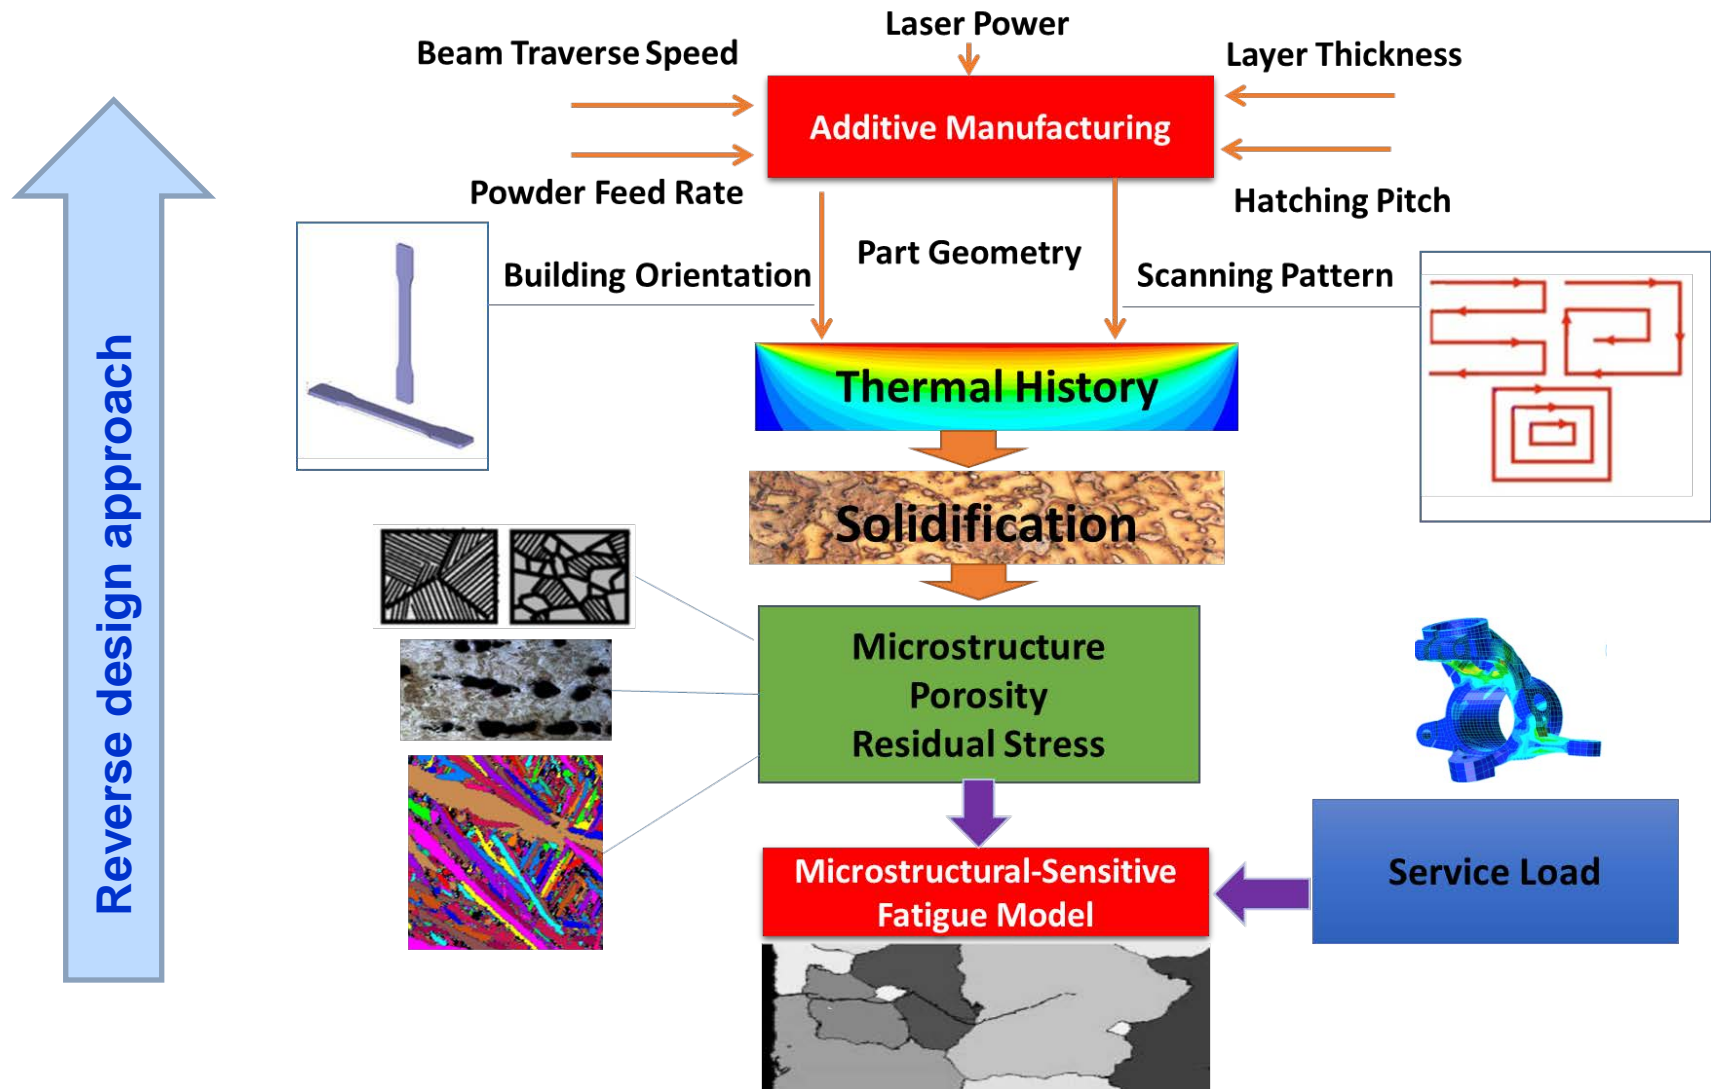 Laser Power
Beam Traverse Speed
Layer Thickness
Additive Manufacturing
Powder Feed Rate
Hatching Pitch
Part Geometry
Building Orientation
Scanning Pattern
Thermal History
Reverse design approach
Solidification
Microstructure
Porosity
Residual Stress
Microstructural-Sensitive
Fatigue Model
Service Load